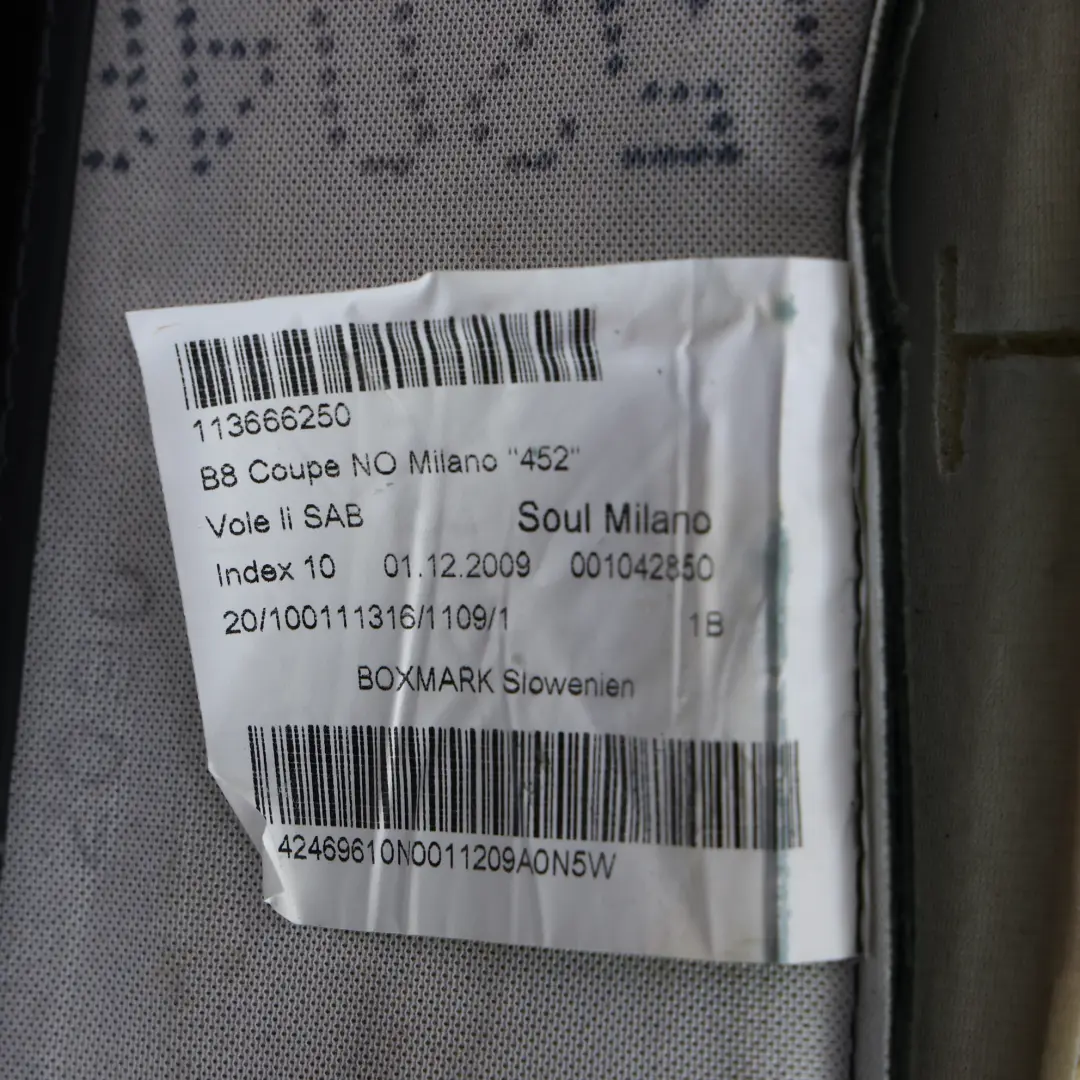 113666250
B8 Coupe NO Milano "452"
Vole li SAB Soul Milano
Index 10 01.12.2009 001042850
20/100111316/1109/1 1B
BOXMARK Slowenien
42469610N0011209A0N5W